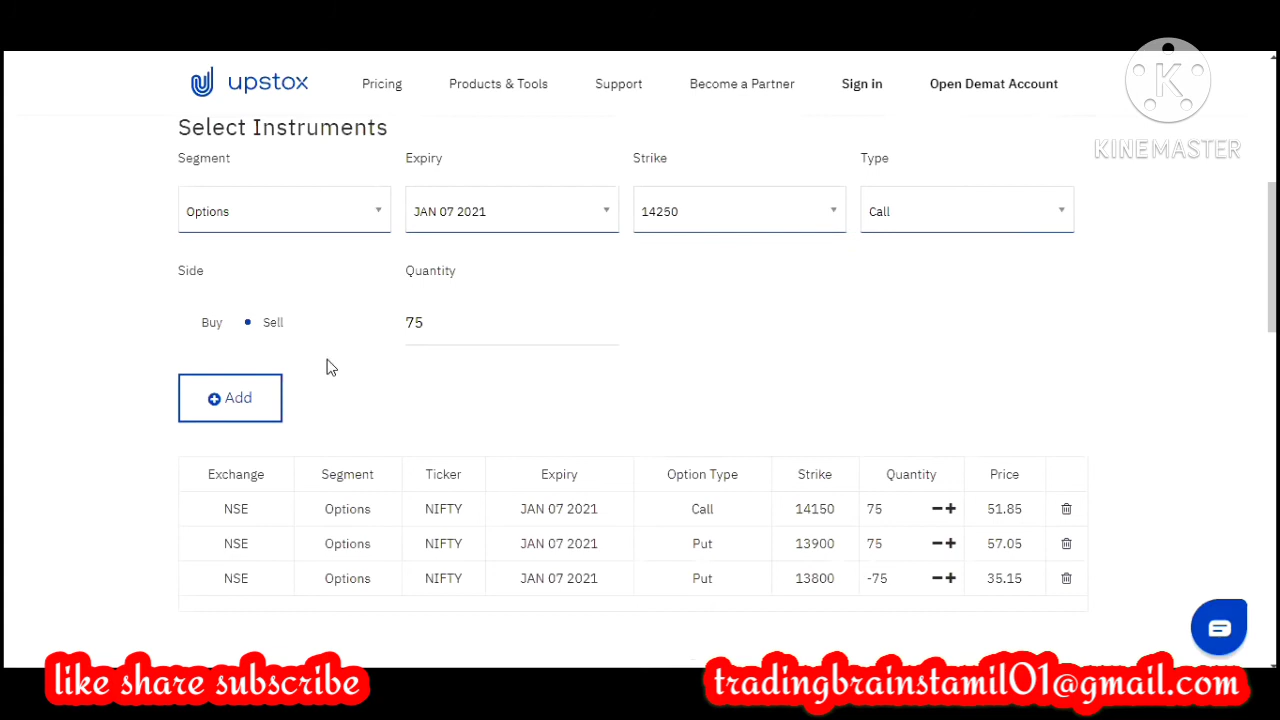 upstox Pricing Products & Tools Support Become a Partner Sign in Open Demat Account
K
KINEMASTER
Select Instruments
Segment Expiry Strike Type
Options JAN 07 2021 14250 Call
Side Quantity
Buy Sell 75
Add
Exchange Segment Ticker Expiry Option Type Strike Quantity Price
NSE Options NIFTY JAN 07 2021 Call 14150 75 51.85
NSE Options NIFTY JAN 07 2021 Put 13900 75 57.05
NSE Options NIFTY JAN 07 2021 Put 13800 -75 35.15
like share subscribe tradingbrainstamil01@gmail.com